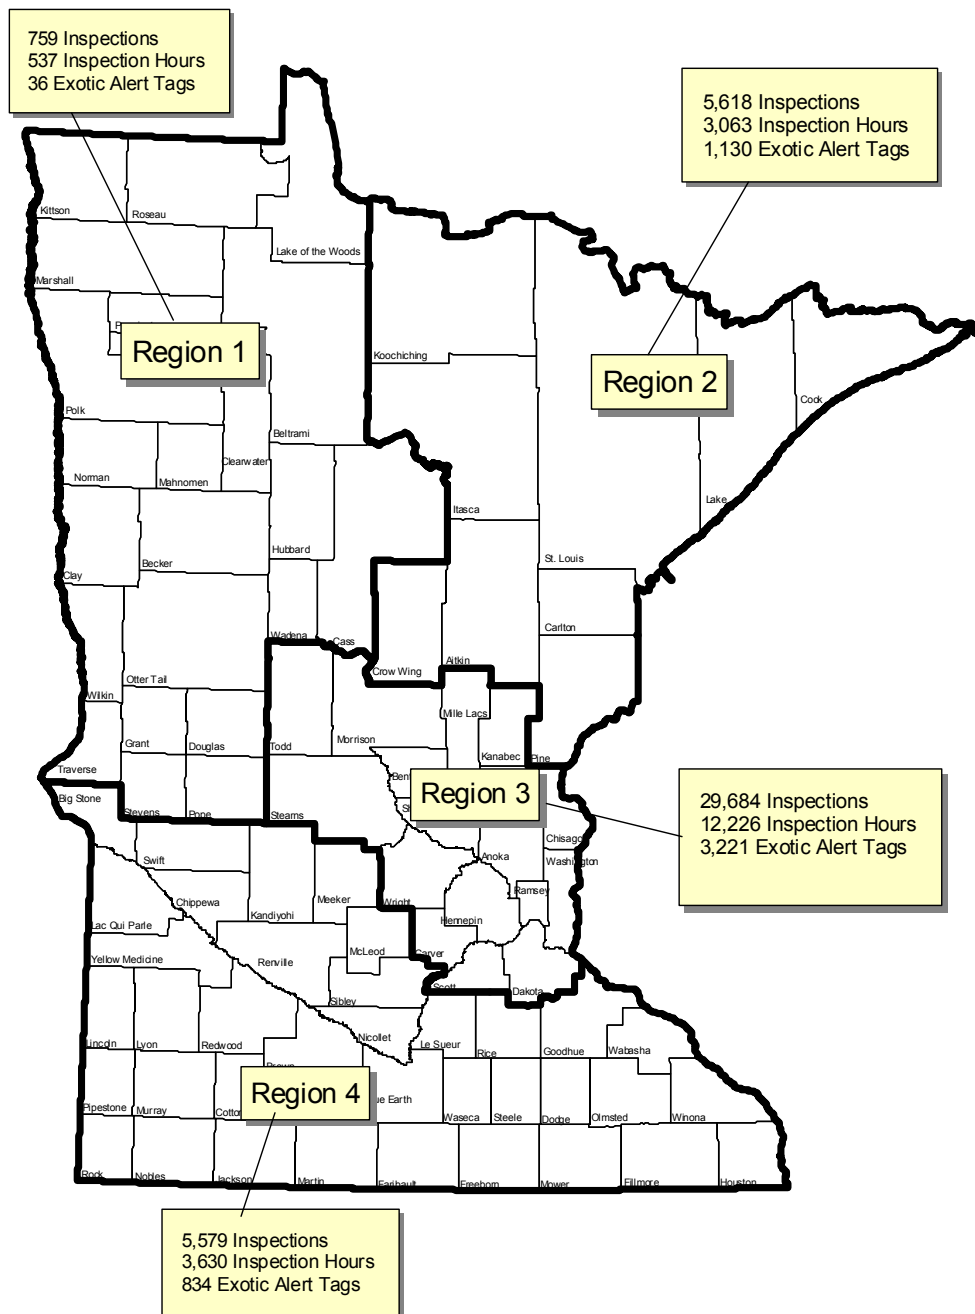 759 Inspections
537 Inspection Hours
36 Exotic Alert Tags
5,618 Inspections
3,063 Inspection Hours
1,130 Exotic Alert Tags
Kittson
Roseau
Lake of the Woods
Marshall
Region 1
Koochiching
Region 2
Cook
Polk
Beltrami
Clearwater
Norman
Mahnomen
Lake
Itasca
Hubbard
St. Louis
Becker
Clay
Carlton
Wadena
Cass
Aitkin
Crow Wing
Otter Tail
Wilkin
Mille Lacs
Morrison
Grant
Douglas
Todd
Kanabec
Pine
Traverse
Region 3
Big Stone
Stevens
Pope
Stearns
29,684 Inspections
12,226 Inspection Hours
3,221 Exotic Alert Tags
Chisago
Anoka
Washington
Swift
Ramsey
Meeker
Wright
Chippewa
Kandiyohi
Hennepin
Lac Qui Parle
McLeod
Carver
Renville
Yellow Medicine
Scott
Dakota
Sibley
Nicollet
Lincoln
Lyon
Redwood
Le Sueur
Rice
Goodhue
Wabasha
Region 4
Pipestone
Murray
Waseca
Steele
Dodge
Olmsted
Winona
Rock
Nobles
Jackson
Martin
Faribault
Freeborn
Mower
Fillmore
Houston
5,579 Inspections
3,630 Inspection Hours
834 Exotic Alert Tags